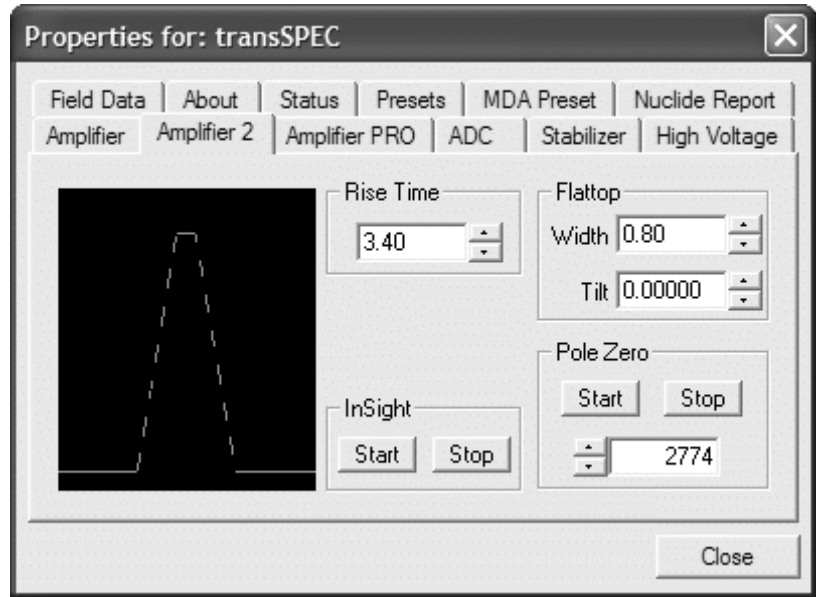 Properties for: transSPEC
Field Data About Status Presets MDA Preset Nuclide Report
Amplifier Amplifier 2 Amplifier PRO ADC Stabilizer High Voltage
Rise Time
3.40
Flattop
Width 0.80
Tilt 0.00000
InSight
Start Stop
Pole Zero
Start Stop
2774
Close